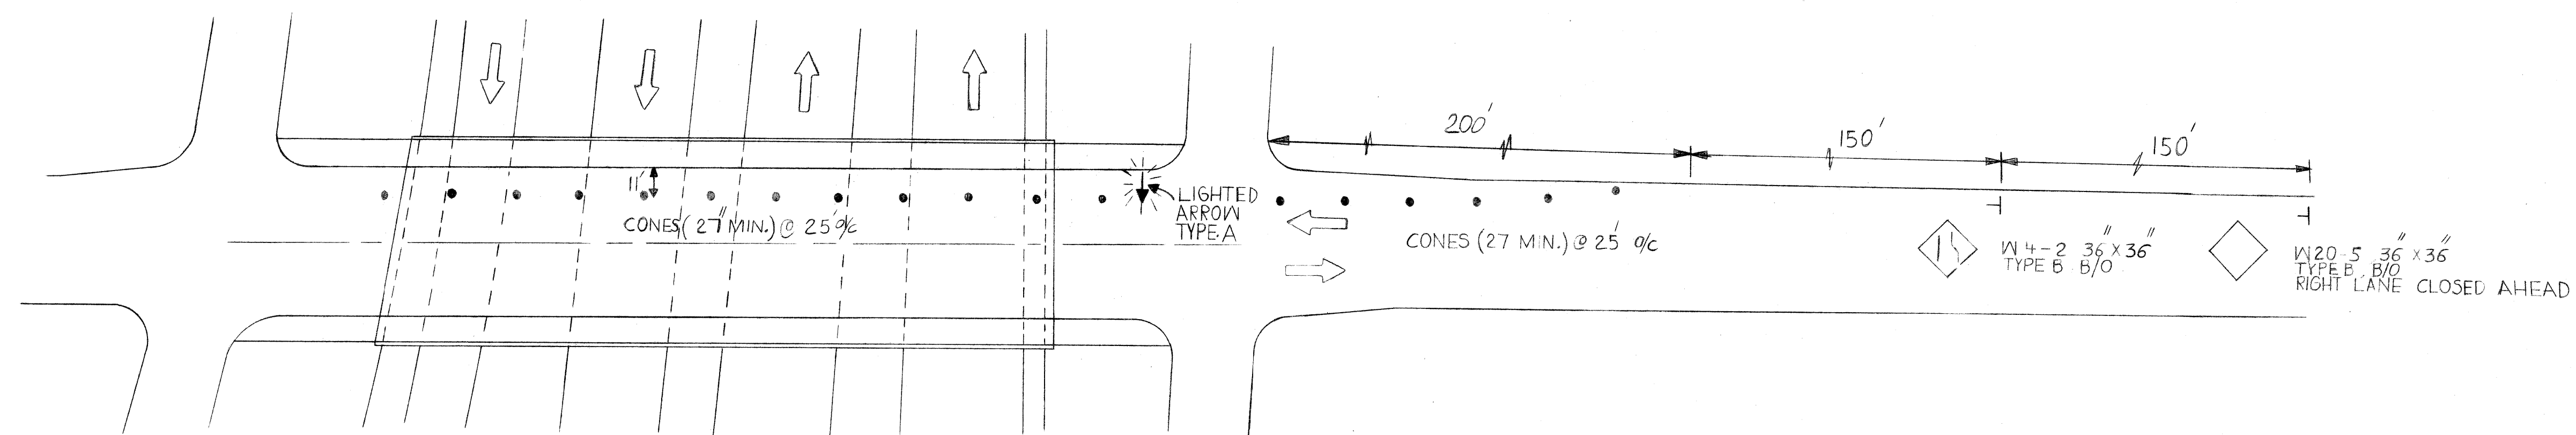 200'
150'
150'
11'
CONES (27" MIN.) @ 25' o/c
LIGHTED
ARROW
TYPE A
CONES (27 MIN.) @ 25' o/c
W 4-2 36" X 36"
TYPE B B/O
W20-5 36" X 36"
TYPE B B/O
RIGHT LANE CLOSED AHEAD